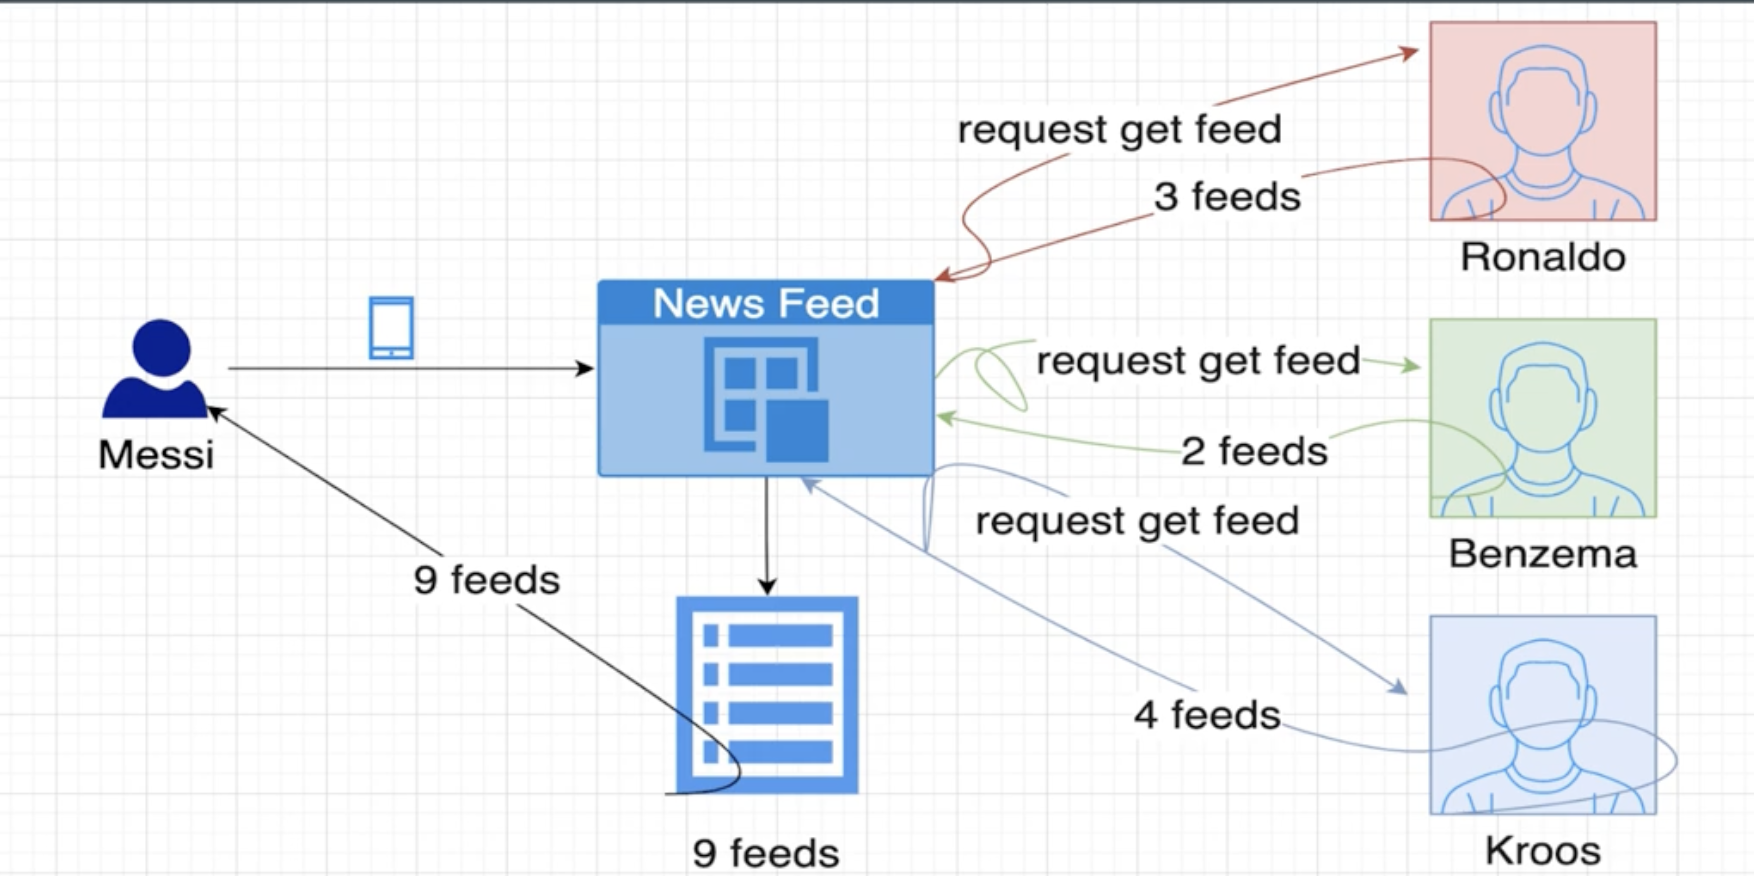 request get feed
3 feeds
Ronaldo
News Feed
Messi
request get feed
2 feeds
request get feed
Benzema
9 feeds
4 feeds
9 feeds
Kroos